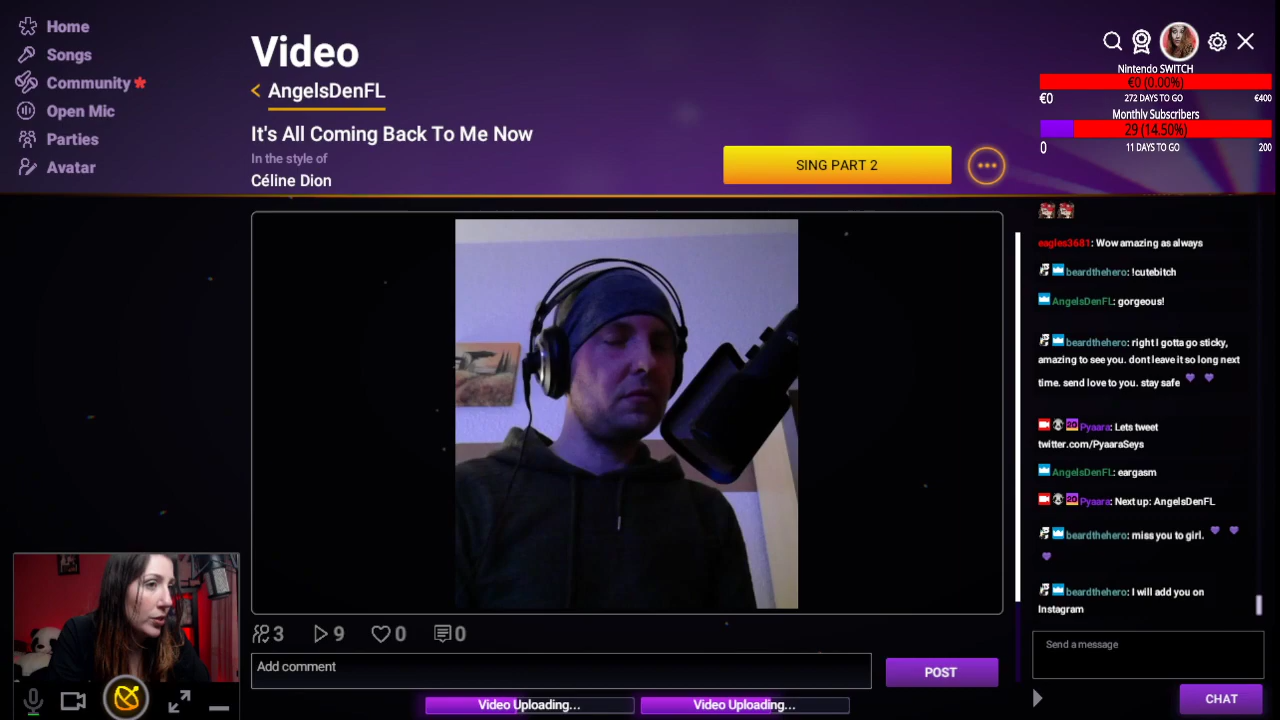 Home
Songs
Community *
Open Mic
Parties
Avatar
Video
< AngelsDenFL
It's All Coming Back To Me Now
In the style of
Céline Dion
SING PART 2
Nintendo SWITCH
€0 (0.00%)
€0 272 DAYS TO GO €400
Monthly Subscribers
29 (14.50%)
0 11 DAYS TO GO 200
eagles3681: Wow amazing as always
beardthehero: !cutebitch
AngelsDenFL: gorgeous!
beardthehero: right I gotta go sticky,
amazing to see you. dont leave it so long next
time. send love to you. stay safe
20 Pyaara: Lets tweet
twitter.com/PyaaraSeys
AngelsDenFL: eargasm
20 Pyaara: Next up: AngelsDenFL
beardthehero: miss you to girl.
beardthehero: I will add you on
Instagram
Send a message
CHAT
3 9 0 0
Add comment
POST
Video Uploading... Video Uploading...